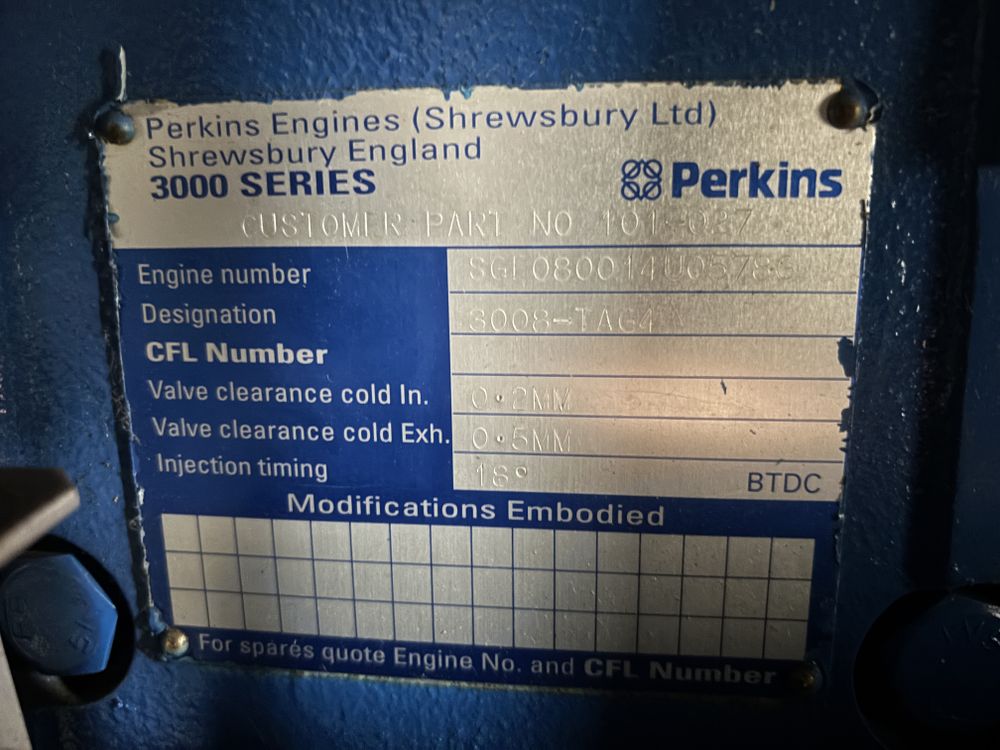 Perkins Engines (Shrewsbury Ltd)
Shrewsbury England
3000 SERIES
Perkins
CUSTOMER PART NO 101-027
Engine number
Designation 3008-TAG4
CFL Number
Valve clearance cold In. 0.2MM
Valve clearance cold Exh. 0.5MM
Injection timing 18° BTDC
Modifications Embodied
For spares quote Engine No. and CFL Number